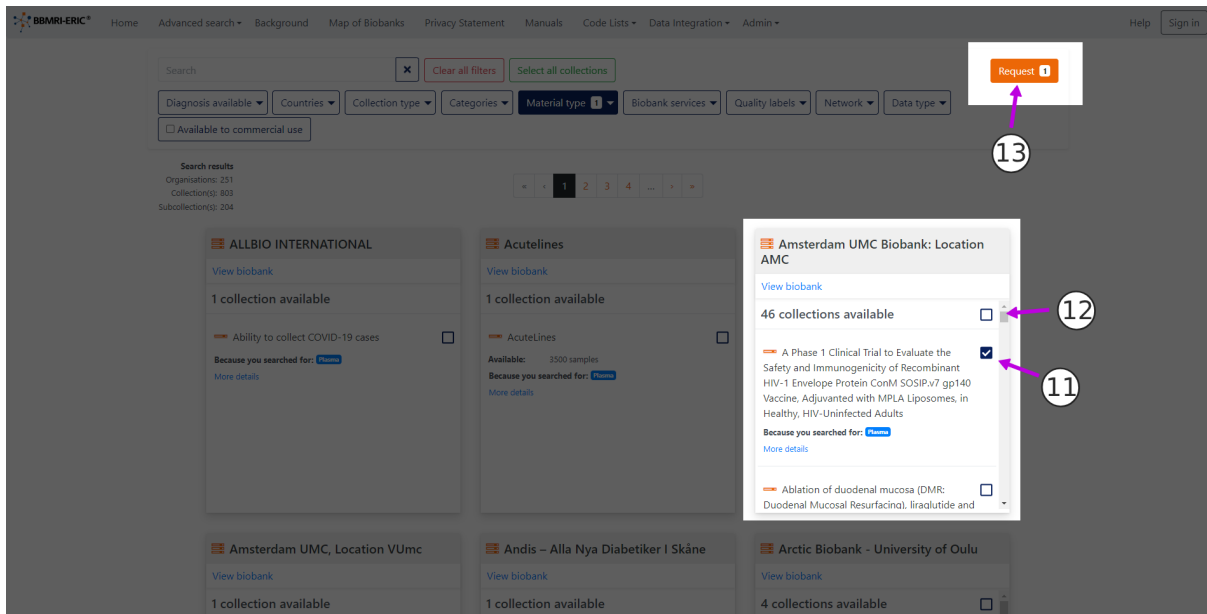 BBMRI-ERIC® Home Advanced search Background Map of Biobanks Privacy Statement Manuals Code Lists Data Integration Admin Help Sign in
Search × Clear all filters Select all collections Request 1
Diagnosis available Countries Collection type Categories Material type 1 Biobank services Quality labels Network Data type
Available to commercial use
13
Search results
Organisations: 251
Collection(s): 803
Subcollection(s): 204
« ‹ 1 2 3 4 ... › »
ALLBIO INTERNATIONAL
View biobank
1 collection available
Ability to collect COVID-19 cases
Because you searched for: Plasma
More details
Acutelines
View biobank
1 collection available
AcuteLines
Available: 3500 samples
Because you searched for: Plasma
More details
Amsterdam UMC Biobank: Location
AMC
View biobank
46 collections available
12
A Phase 1 Clinical Trial to Evaluate the
Safety and Immunogenicity of Recombinant
HIV-1 Envelope Protein ConM SOSIP.v7 gp140
Vaccine, Adjuvanted with MPLA Liposomes, in
Healthy, HIV-Uninfected Adults
11
Because you searched for: Plasma
More details
Ablation of duodenal mucosa (DMR:
Duodenal Mucosal Resurfacing), liraglutide and
Amsterdam UMC, Location VUmc
View biobank
1 collection available
Andis – Alla Nya Diabetiker I Skåne
View biobank
1 collection available
Arctic Biobank - University of Oulu
View biobank
4 collections available